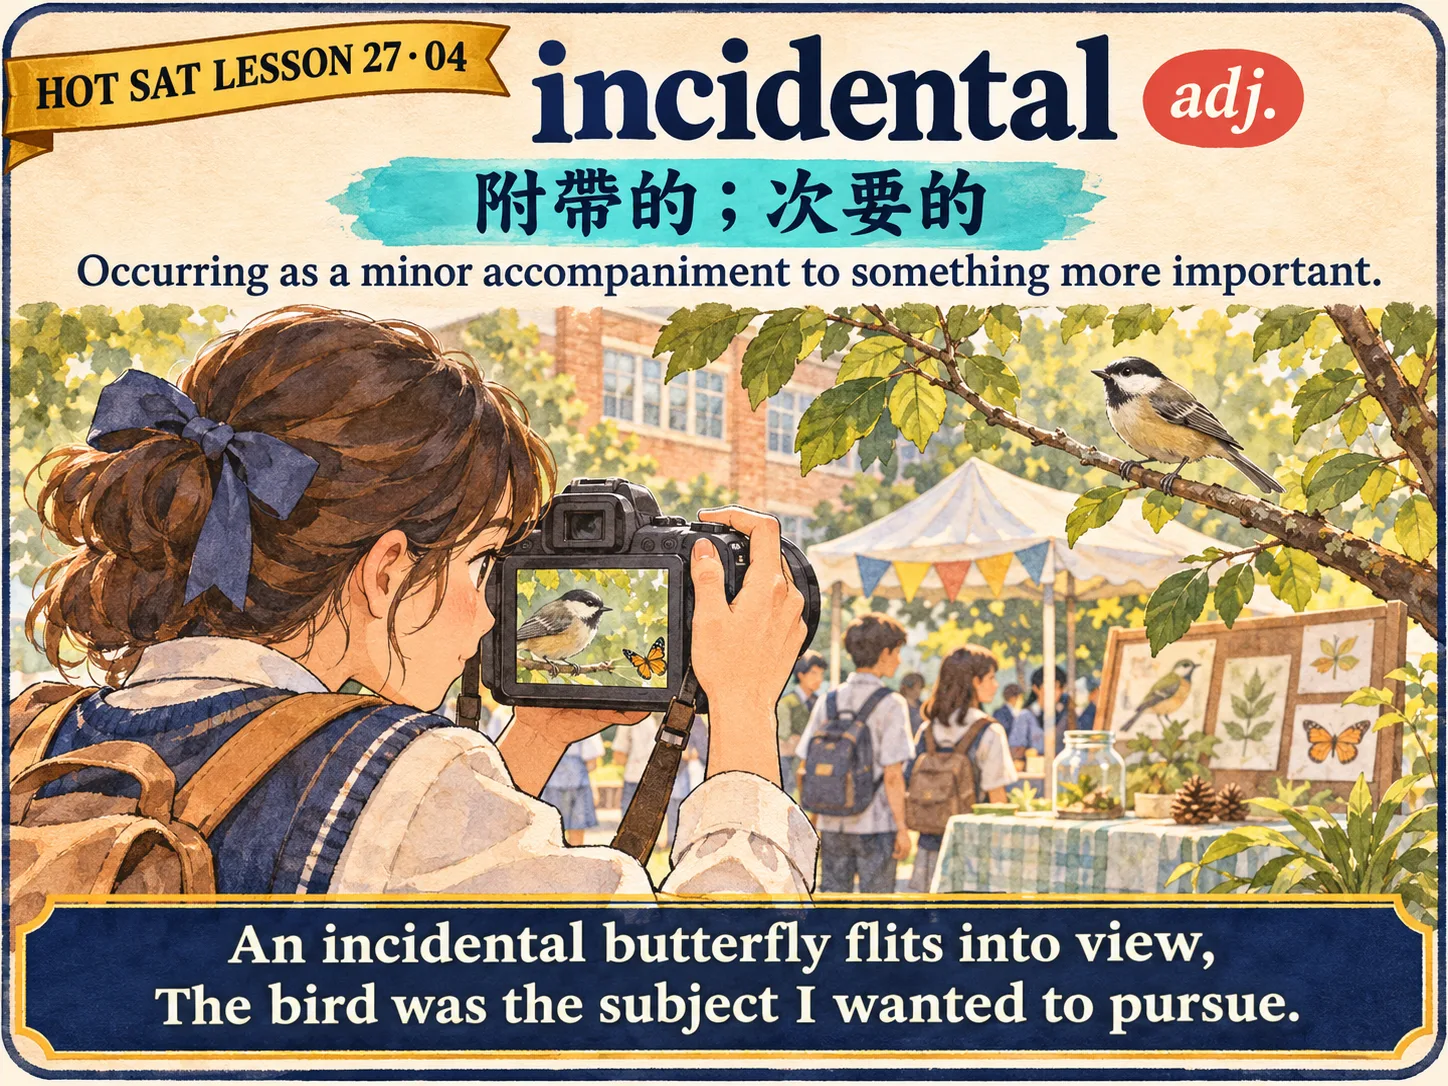 HOT SAT LESSON 27·04
incidental
adj.
附帶的；次要的
Occurring as a minor accompaniment to something more important.
An incidental butterfly flits into view,
The bird was the subject I wanted to pursue.